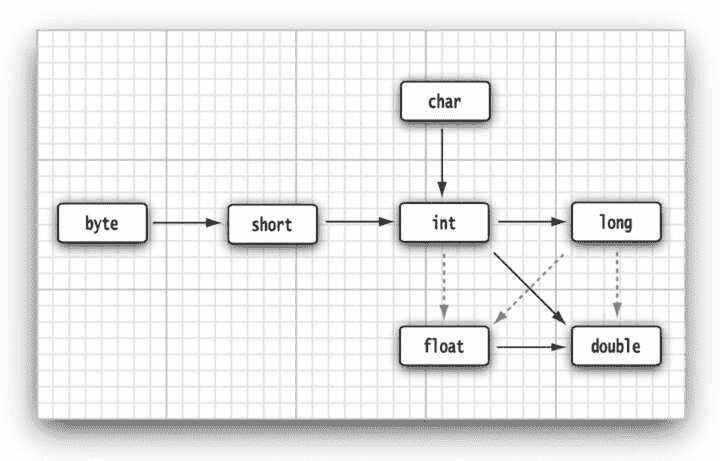 char
byte
short
int
long
float
double